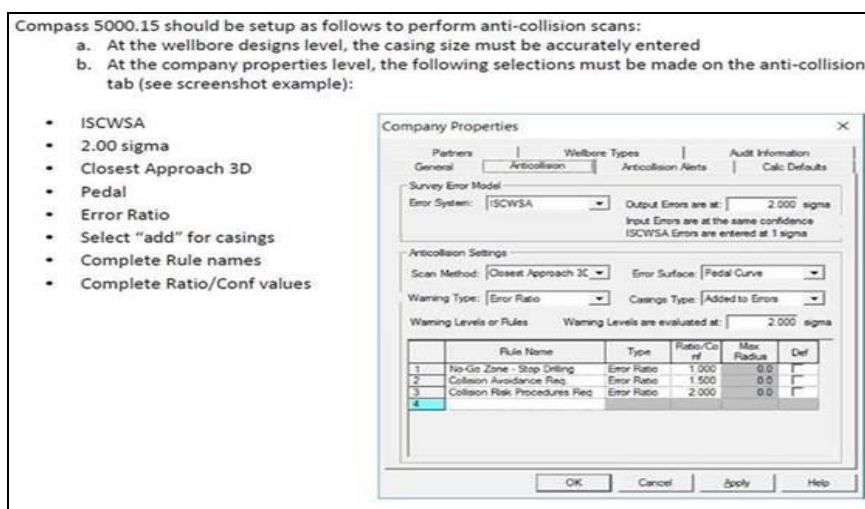 Compass 5000.15 should be setup as follows to perform anti-collision scans:
a. At the wellbore designs level, the casing size must be accurately entered
b. At the company properties level, the following selections must be made on the anti-collision
tab (see screenshot example):
• ISCWSA
• 2.00 sigma
• Closest Approach 3D
• Pedal
• Error Ratio
• Select “add” for casings
• Complete Rule names
• Complete Ratio/Conf values
Company Properties
Partners Wellbore Types Audit Information
General Anticollision Anticollision Alerts Calc Defaults
Survey Error Model
Error System: ISCWSA Output Errors are at: 2.000 sigma
Input Errors are at the same confidence
ISCWSA Errors are entered at 1 sigma
Anticollision Settings
Scan Method: Closest Approach 3D Error Surface: Pedal Curve
Warning Type: Error Ratio Casings Type: Added to Errors
Warning Levels or Rules Warning Levels are evaluated at: 2.000 sigma
Rule Name Type Ratio/Co nf Max Radius Def
1 No-Go Zone - Stop Drilling Error Ratio 1.000 0.0
2 Collision Avoidance Req. Error Ratio 1.500 0.0
3 Collision Risk Procedures Req Error Ratio 2.000 0.0
4
OK Cancel Apply Help